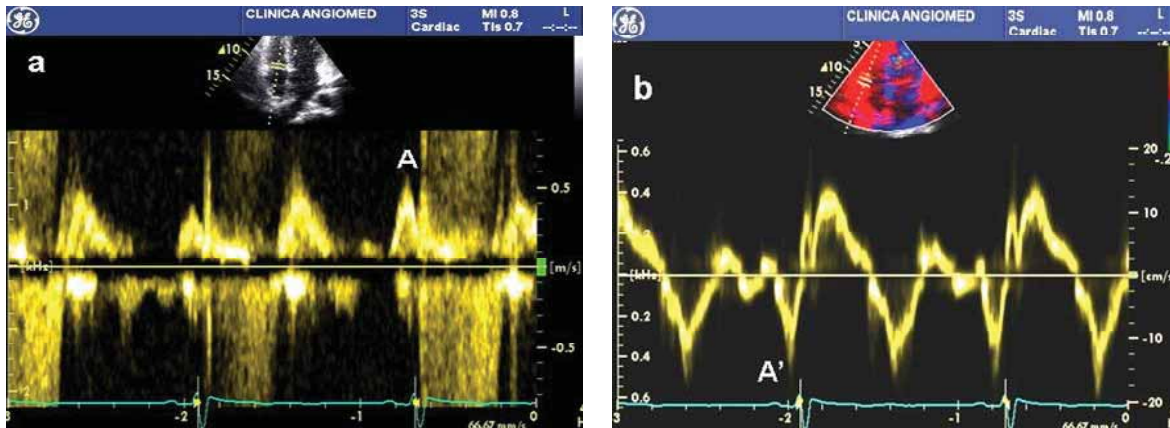 CLINICA ANGIOMED 3S MI 0.8 L
Cardiac TIs 0.7 --:--:--
a
10
15
A
0.5
1
[kHz] [m/s]
-0.5
-2
-1 0
66.67 mm/s
CLINICA ANGIOMED 3S MI 0.8 L
Cardiac TIs 0.7 --:--:--
b
5
10
15
-.2
0.6 20
0.4 10
[kHz] [cm/s]
0.2
0.4 -10
A'
0.6 -20
-2 -1 0
66.67 mm/s